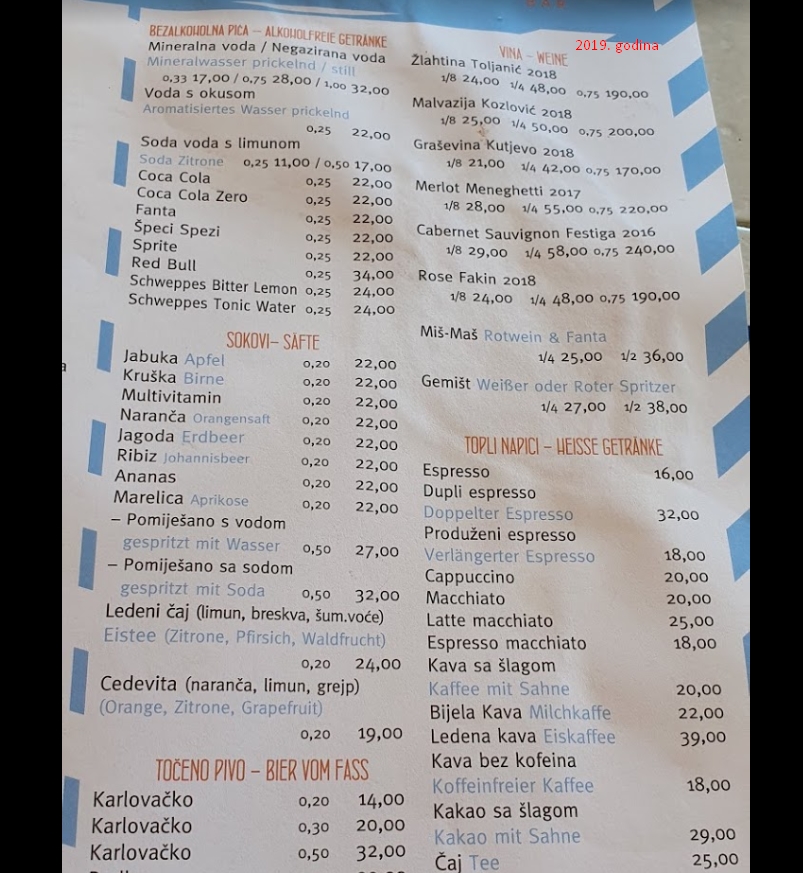 BAR
BEZALKOHOLNA PIĆA – ALKOHOLFREIE GETRÄNKE
Mineralna voda / Negazirana voda
Mineralwasser prickelnd / still
0,33 17,00 / 0,75 28,00 / 1,00 32,00
Voda s okusom
Aromatisiertes Wasser prickelnd
0,25 22,00
Soda voda s limunom
Soda Zitrone 0,25 11,00 / 0,50 17,00
Coca Cola 0,25 22,00
Coca Cola Zero 0,25 22,00
Fanta 0,25 22,00
Špeci Spezi 0,25 22,00
Sprite 0,25 22,00
Red Bull 0,25 34,00
Schweppes Bitter Lemon 0,25 24,00
Schweppes Tonic Water 0,25 24,00
SOKOVI– SÄFTE
Jabuka Apfel 0,20 22,00
Kruška Birne 0,20 22,00
Multivitamin 0,20 22,00
Naranča Orangensaft 0,20 22,00
Jagoda Erdbeer 0,20 22,00
Ribiz Johannisbeer 0,20 22,00
Ananas 0,20 22,00
Marelica Aprikose 0,20 22,00
– Pomiješano s vodom
gespritzt mit Wasser 0,50 27,00
– Pomiješano sa sodom
gespritzt mit Soda 0,50 32,00
Ledeni čaj (limun, breskva, šum.voće)
Eistee (Zitrone, Pfirsich, Waldfrucht)
0,20 24,00
Cedevita (naranča, limun, grejp)
(Orange, Zitrone, Grapefruit)
0,20 19,00
TOČENO PIVO – BIER VOM FASS
Karlovačko 0,20 14,00
Karlovačko 0,30 20,00
Karlovačko 0,50 32,00
2019. godina
VINA – WEINE
Žlahtina Toljanić 2018
1/8 24,00 1/4 48,00 0,75 190,00
Malvazija Kozlović 2018
1/8 25,00 1/4 50,00 0,75 200,00
Graševina Kutjevo 2018
1/8 21,00 1/4 42,00 0,75 170,00
Merlot Meneghetti 2017
1/8 28,00 1/4 55,00 0,75 220,00
Cabernet Sauvignon Festiga 2016
1/8 29,00 1/4 58,00 0,75 240,00
Rose Fakin 2018
1/8 24,00 1/4 48,00 0,75 190,00
Miš-Maš Rotwein & Fanta
1/4 25,00 1/2 36,00
Gemišt Weißer oder Roter Spritzer
1/4 27,00 1/2 38,00
TOPLI NAPICI – HEISSE GETRÄNKE
Espresso 16,00
Dupli espresso
Doppelter Espresso 32,00
Produženi espresso
Verlängerter Espresso 18,00
Cappuccino 20,00
Macchiato 20,00
Latte macchiato 25,00
Espresso macchiato 18,00
Kava sa šlagom
Kaffee mit Sahne 20,00
Bijela Kava Milchkaffe 22,00
Ledena kava Eiskaffee 39,00
Kava bez kofeina
Koffeinfreier Kaffee 18,00
Kakao sa šlagom
Kakao mit Sahne 29,00
Čaj Tee 25,00